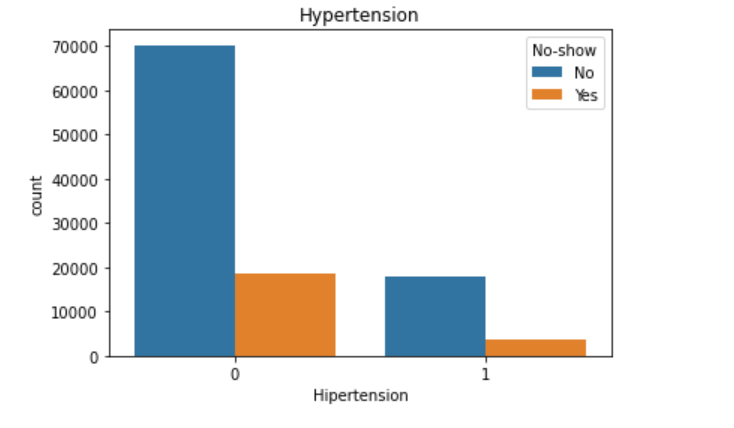 Hypertension
No-show
No
Yes
70000
60000
50000
40000
30000
20000
10000
0
count
0 1
Hipertension